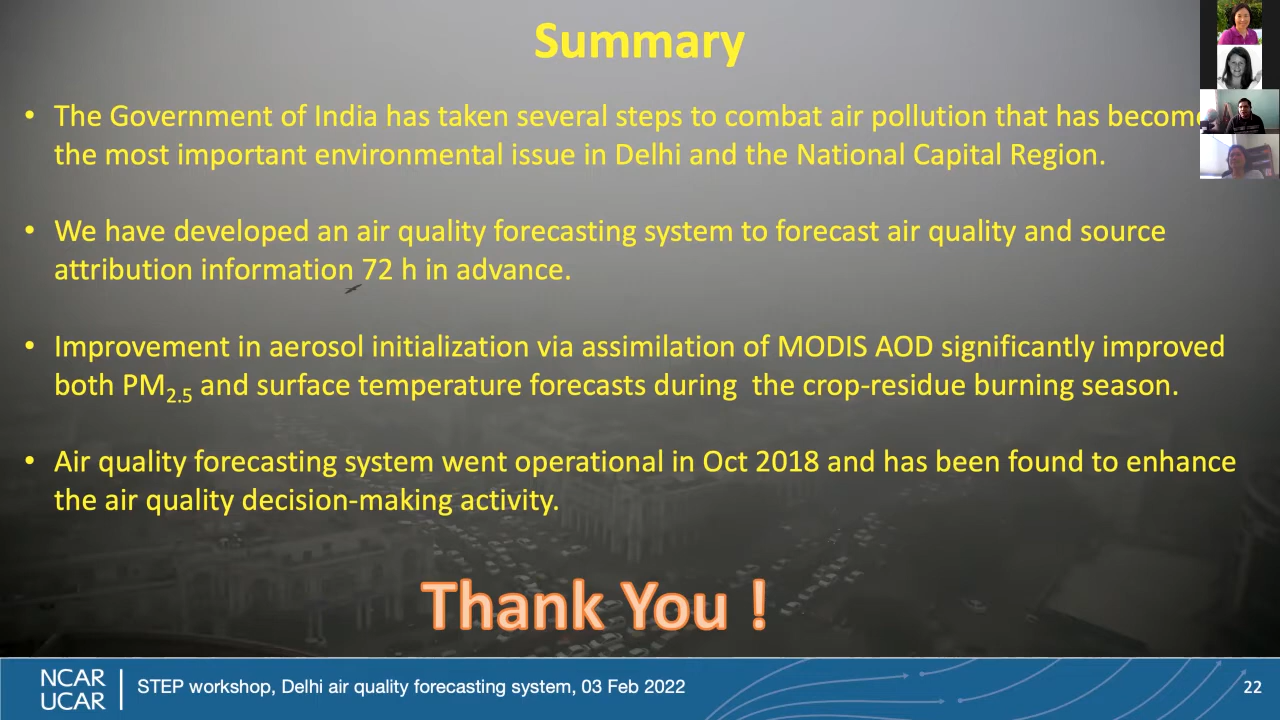 Summary
• The Government of India has taken several steps to combat air pollution that has become
the most important environmental issue in Delhi and the National Capital Region.
• We have developed an air quality forecasting system to forecast air quality and source
attribution information 72 h in advance.
• Improvement in aerosol initialization via assimilation of MODIS AOD significantly improved
both PM2.5 and surface temperature forecasts during  the crop-residue burning season.
• Air quality forecasting system went operational in Oct 2018 and has been found to enhance
the air quality decision-making activity.
Thank You !
NCAR
UCAR
STEP workshop, Delhi air quality forecasting system, 03 Feb 2022
22